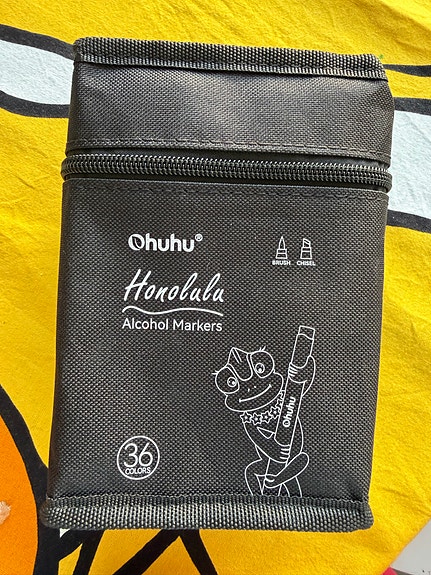 Ohuhu®
BRUSH CHISEL
Honolulu
Alcohol Markers
Ohuhu
36
COLORS